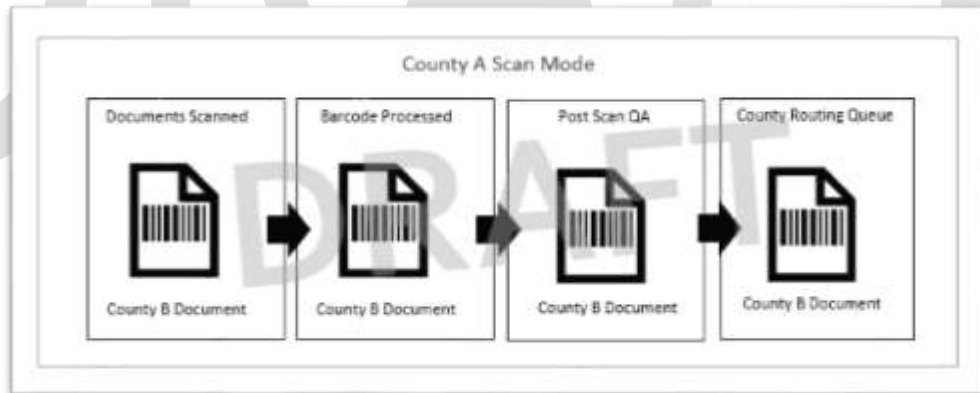 County A Scan Mode
Documents Scanned
County B Document
Barcode Processed
County B Document
Post Scan QA
County B Document
County Routing Queue
County B Document
DRAFT